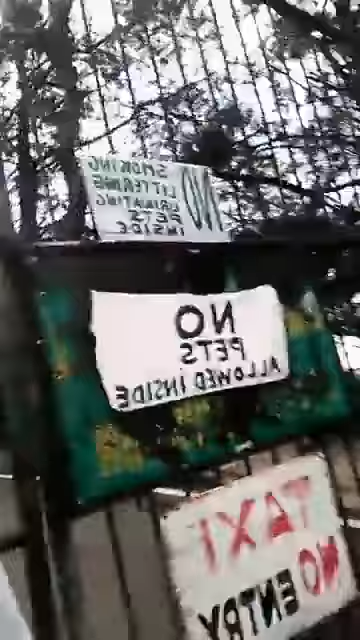 NO
SMOKING
LITTERING
URINATING
PETS
INSIDE
NO
PETS
ALLOWED INSIDE
TAXI
NO ENTRY